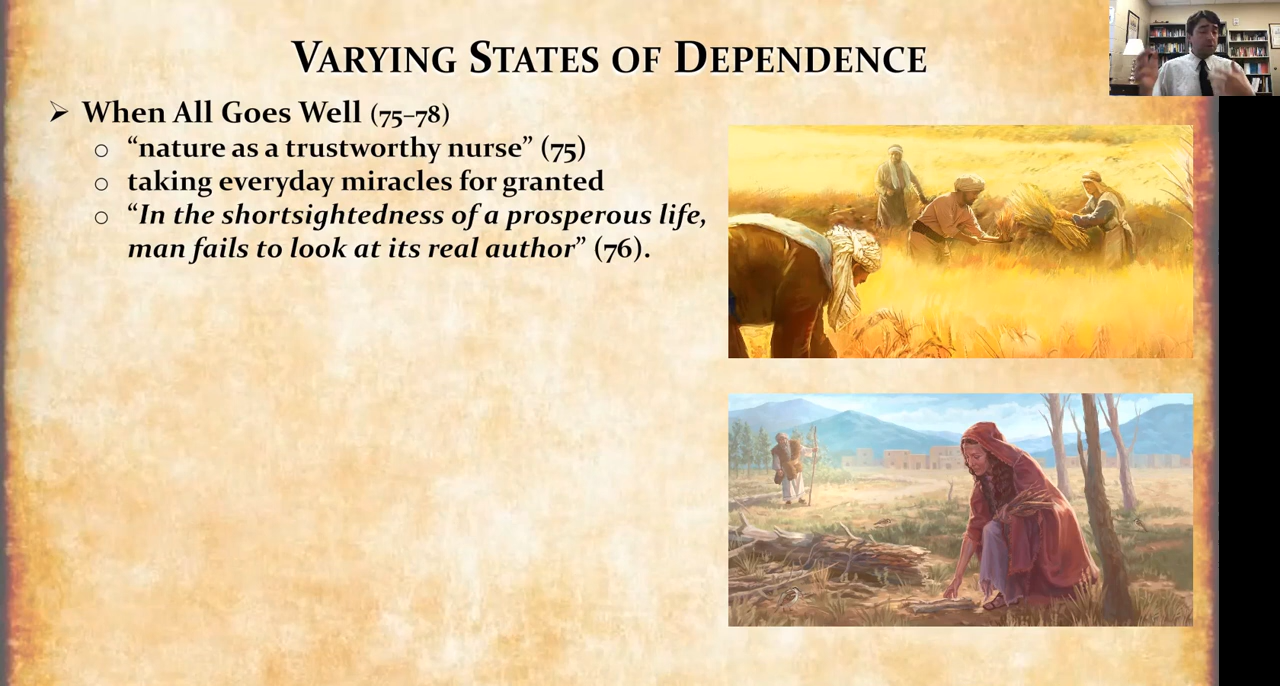 VARYING STATES OF DEPENDENCE
➢ When All Goes Well (75–78)
○ “nature as a trustworthy nurse” (75)
○ taking everyday miracles for granted
○ “In the shortsightedness of a prosperous life,
man fails to look at its real author” (76).